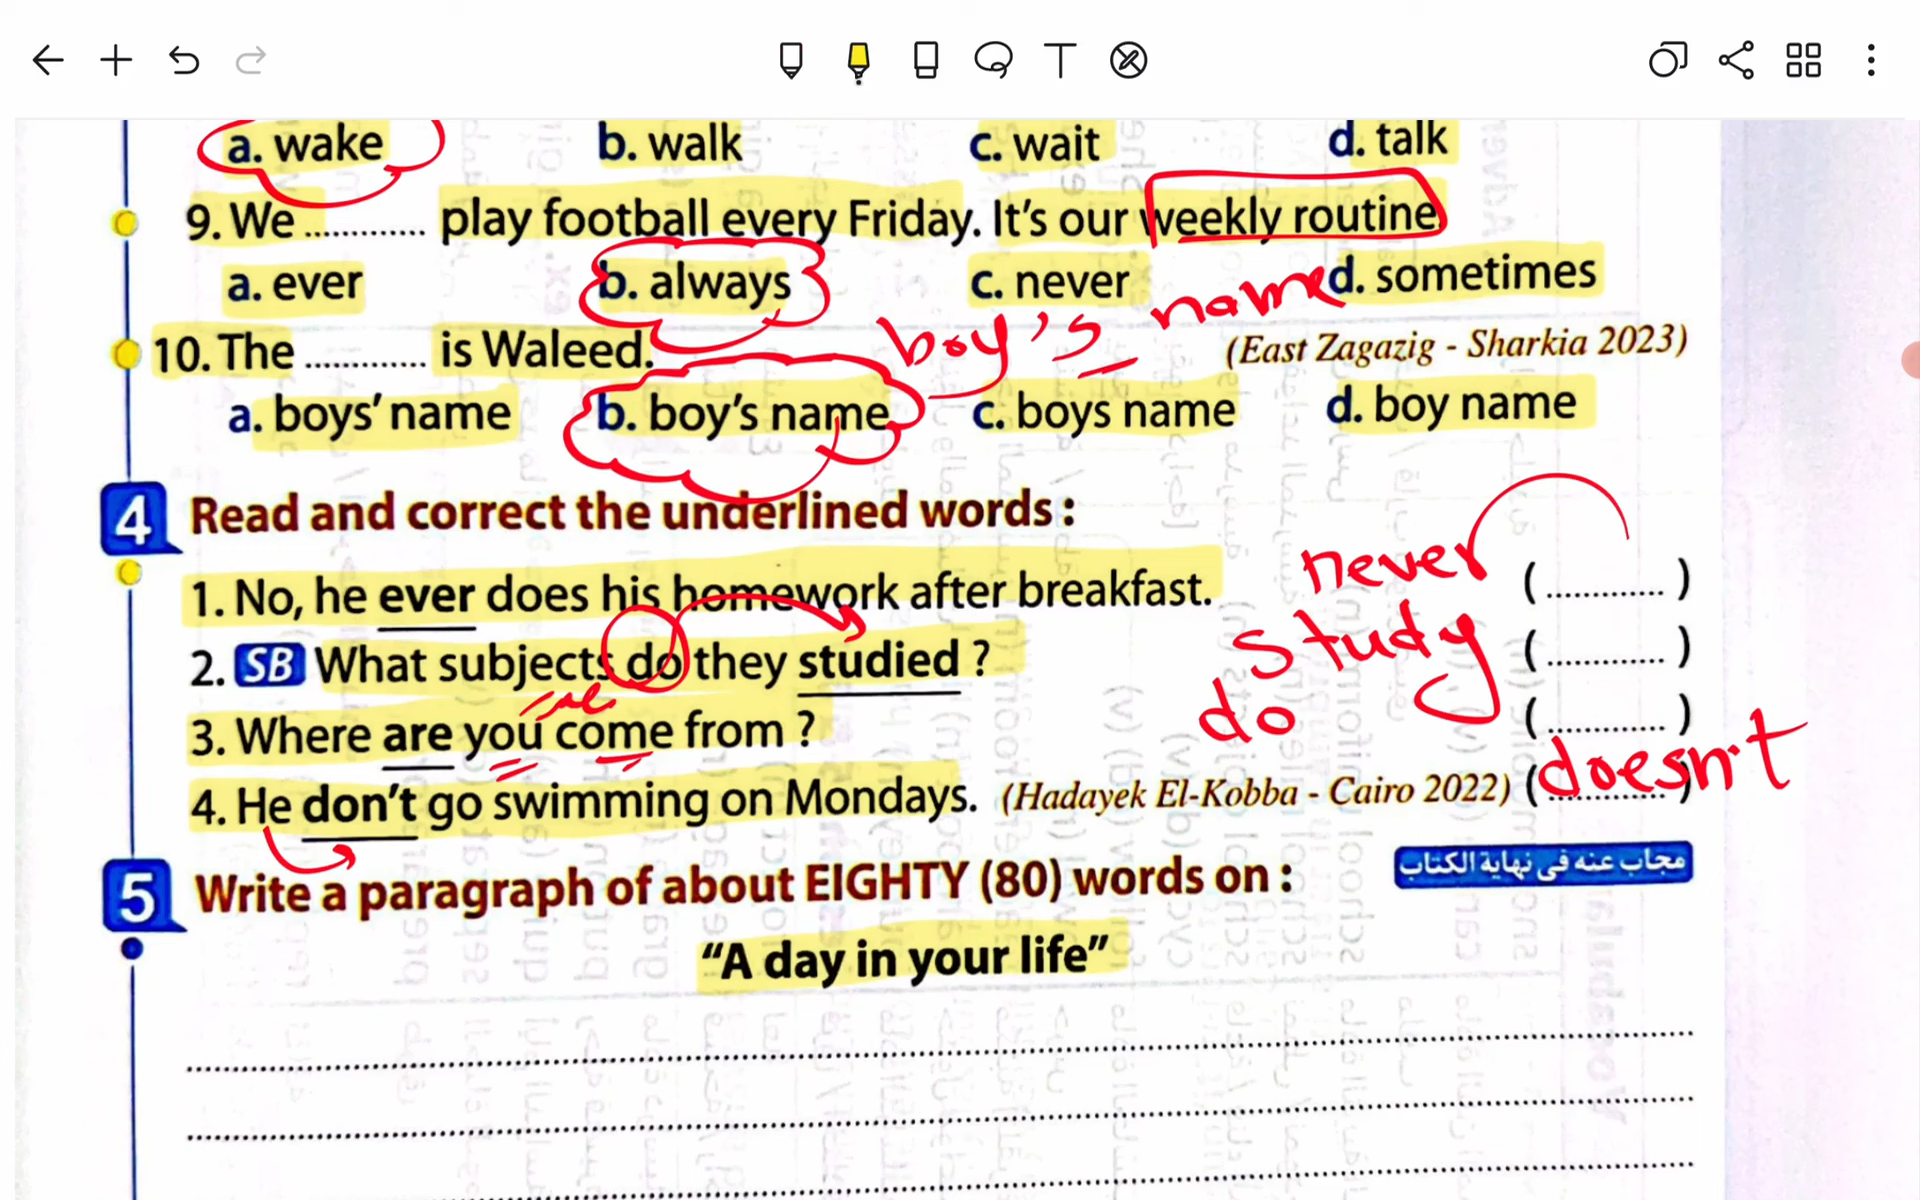 a. wake b. walk c. wait d. talk
9. We ............ play football every Friday. It's our weekly routine.
a. ever b. always c. never d. sometimes
boy's name
10. The ............ is Waleed. (East Zagazig - Sharkia 2023)
a. boys' name b. boy's name c. boys name d. boy name
4 Read and correct the underlined words :
1. No, he ever does his homework after breakfast. never (............)
2. SB What subjects do they studied ? study (............)
3. Where are you come from ? do (............)
4. He don't go swimming on Mondays. (Hadayek El-Kobba - Cairo 2022) (............) doesn't
5 Write a paragraph of about EIGHTY (80) words on : مجاب عنه فى نهاية الكتاب
"A day in your life"